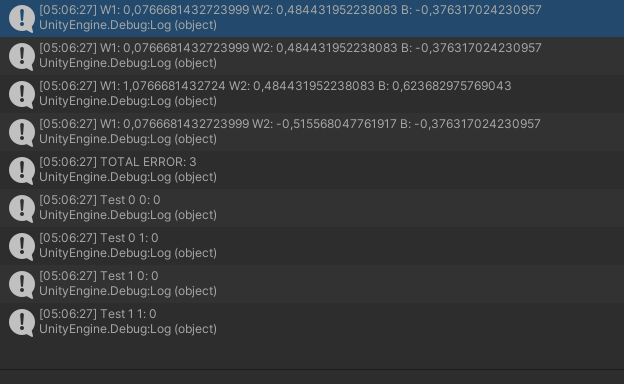 [05:06:27] W1: 0,0766681432723999 W2: 0,484431952238083 B: -0,376317024230957
UnityEngine.Debug:Log (object)
[05:06:27] W1: 0,0766681432723999 W2: 0,484431952238083 B: -0,376317024230957
UnityEngine.Debug:Log (object)
[05:06:27] W1: 1,0766681432724 W2: 0,484431952238083 B: 0,623682975769043
UnityEngine.Debug:Log (object)
[05:06:27] W1: 0,0766681432723999 W2: -0,515568047761917 B: -0,376317024230957
UnityEngine.Debug:Log (object)
[05:06:27] TOTAL ERROR: 3
UnityEngine.Debug:Log (object)
[05:06:27] Test 0 0: 0
UnityEngine.Debug:Log (object)
[05:06:27] Test 0 1: 0
UnityEngine.Debug:Log (object)
[05:06:27] Test 1 0: 0
UnityEngine.Debug:Log (object)
[05:06:27] Test 1 1: 0
UnityEngine.Debug:Log (object)